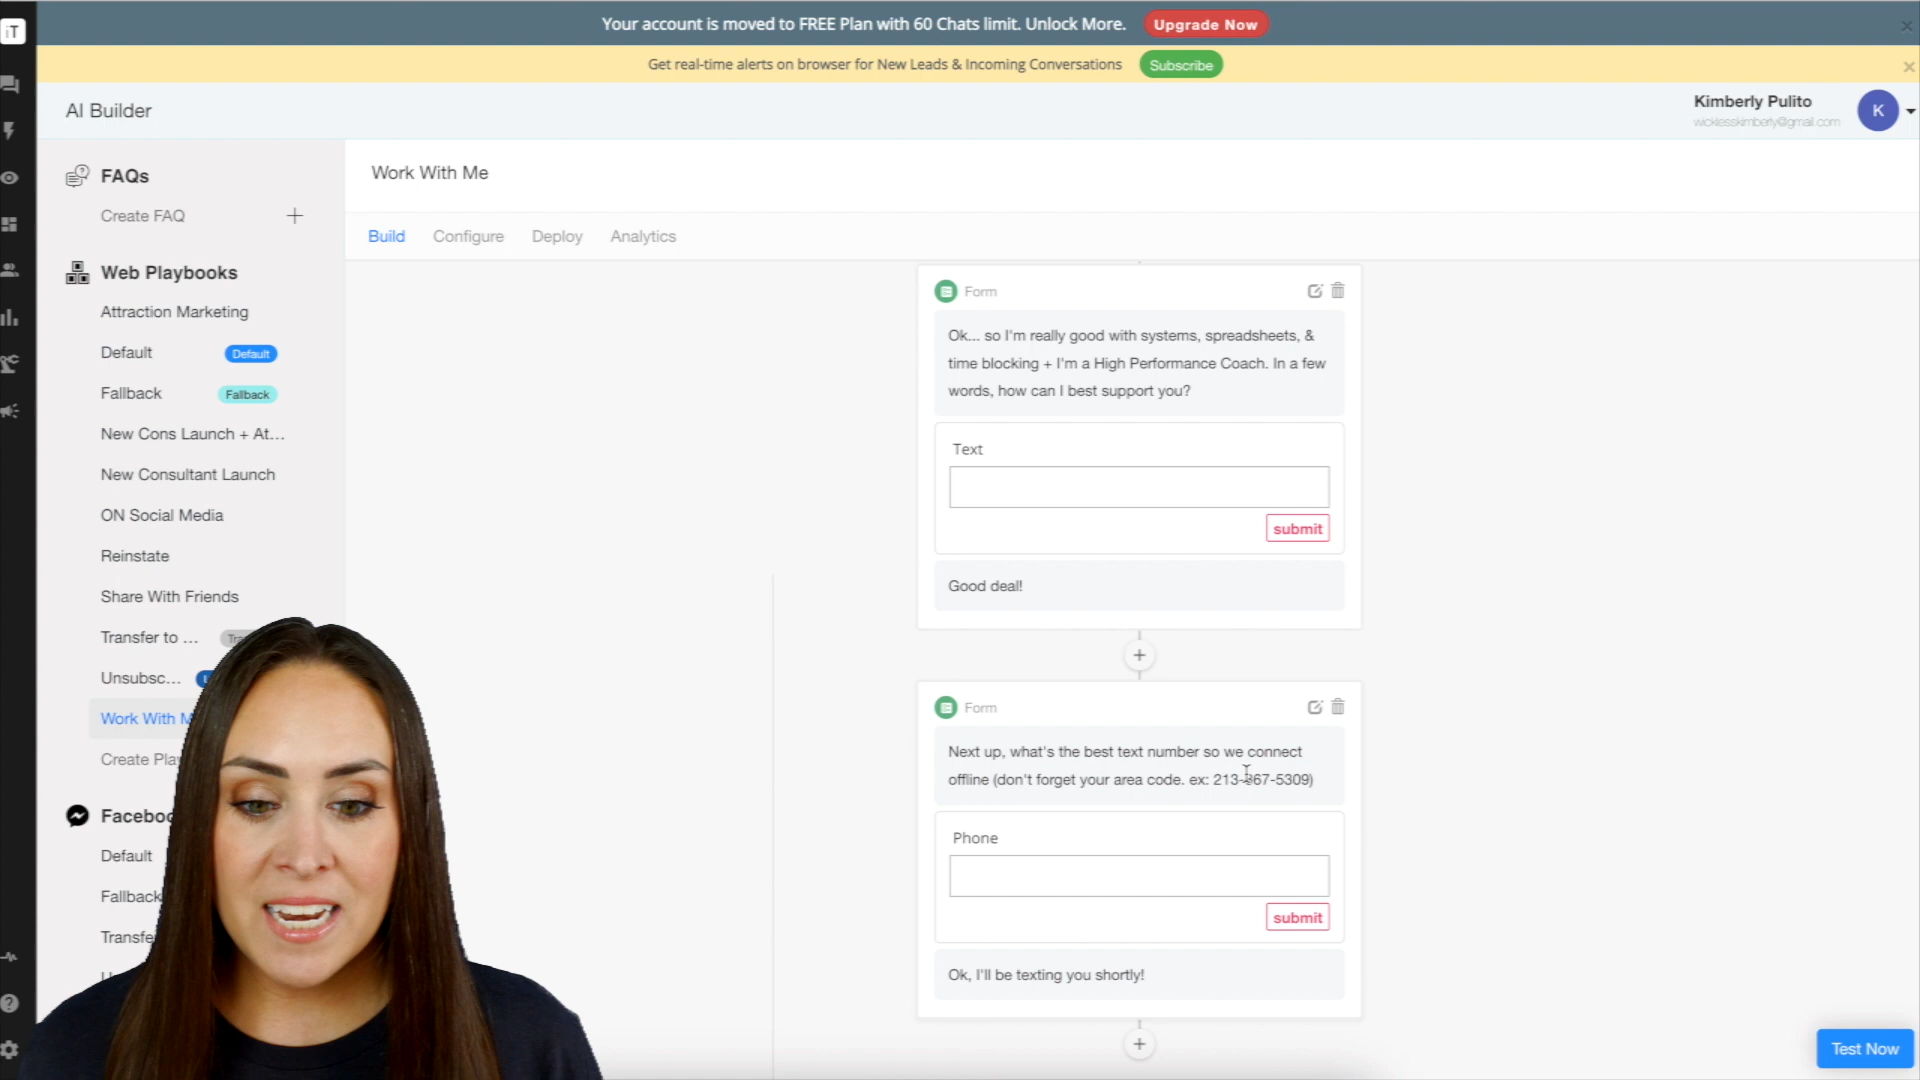 iT
Your account is moved to FREE Plan with 60 Chats limit. Unlock More. Upgrade Now
Get real-time alerts on browser for New Leads & Incoming Conversations Subscribe
AI Builder
Kimberly Pulito
wicklesskimberly@gmail.com
K
FAQs
Create FAQ
Web Playbooks
Attraction Marketing
Default Default
Fallback Fallback
New Cons Launch + At...
New Consultant Launch
ON Social Media
Reinstate
Share With Friends
Transfer to ...
Unsubsc...
Work With M
Create Pla
Facebo
Default
Fallback
Transfe
Work With Me
Build Configure Deploy Analytics
Form
Ok... so I'm really good with systems, spreadsheets, &
time blocking + I'm a High Performance Coach. In a few
words, how can I best support you?
Text
submit
Good deal!
Form
Next up, what's the best text number so we connect
offline (don't forget your area code. ex: 213-867-5309)
Phone
submit
Ok, I'll be texting you shortly!
Test Now